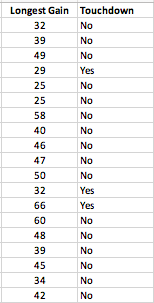 Longest Gain Touchdown
32 No
39 No
49 No
29 Yes
25 No
25 No
58 No
40 No
46 No
47 No
50 No
32 Yes
66 Yes
60 No
48 No
39 No
45 No
34 No
42 No